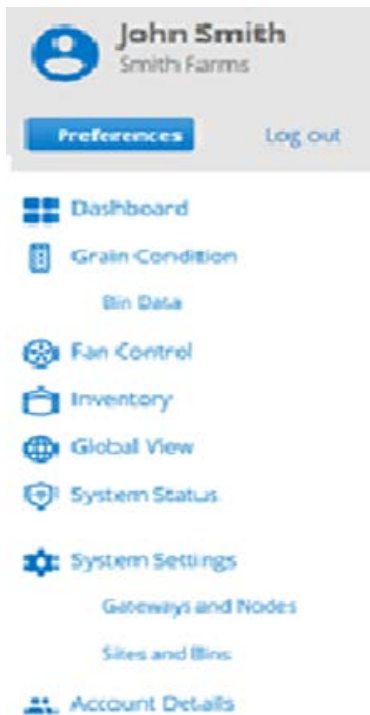 John Smith
Smith Farms
Preferences Log out
Dashboard
Grain Condition
Bin Data
Fan Control
Inventory
Global View
System Status
System Settings
Gateways and Nodes
Sites and Bins
Account Details